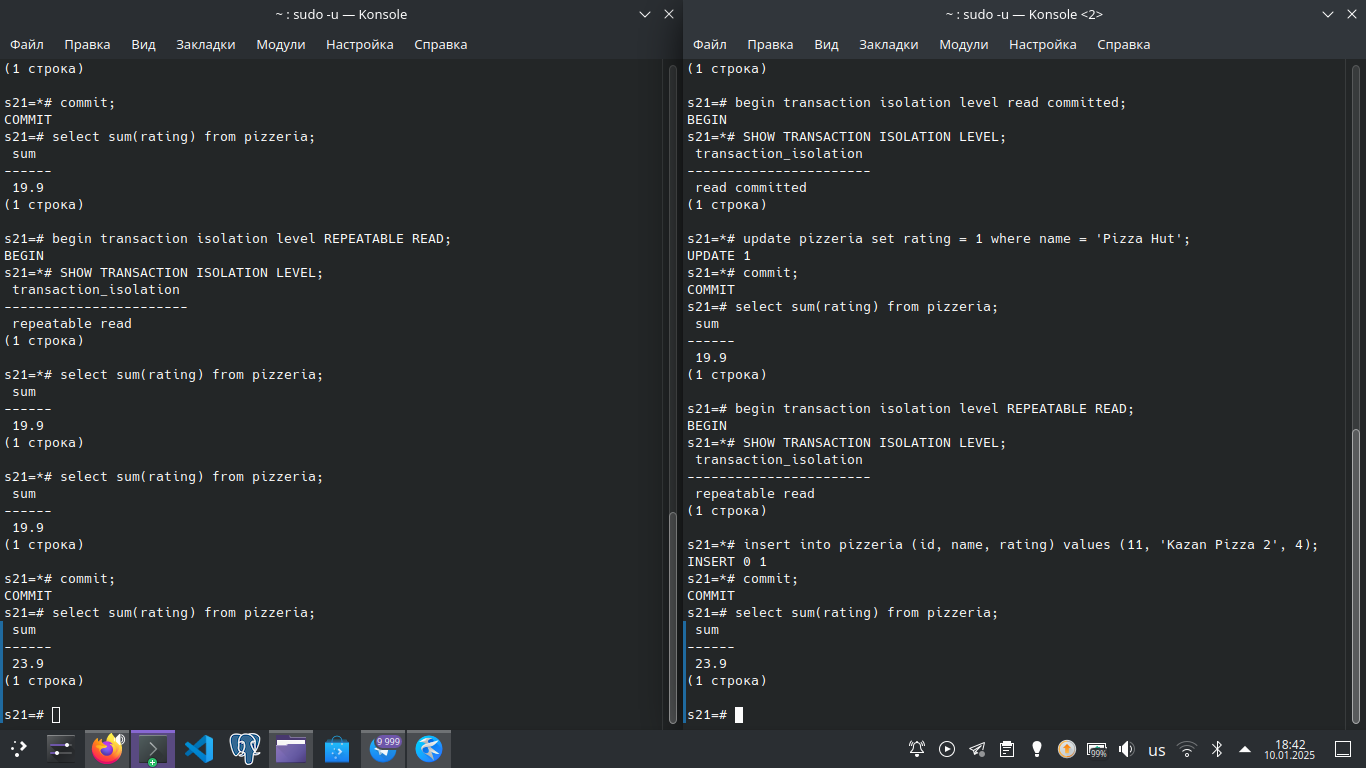 ~ : sudo -u — Konsole
Файл Правка Вид Закладки Модули Настройка Справка
(1 строка)
s21=*# commit;
COMMIT
s21=# select sum(rating) from pizzeria;
sum
------
19.9
(1 строка)
s21=# begin transaction isolation level REPEATABLE READ;
BEGIN
s21=*# SHOW TRANSACTION ISOLATION LEVEL;
transaction_isolation
-----------------------
repeatable read
(1 строка)
s21=*# select sum(rating) from pizzeria;
sum
------
19.9
(1 строка)
s21=*# select sum(rating) from pizzeria;
sum
------
19.9
(1 строка)
s21=*# commit;
COMMIT
s21=# select sum(rating) from pizzeria;
sum
------
23.9
(1 строка)
s21=#
~ : sudo -u — Konsole <2>
Файл Правка Вид Закладки Модули Настройка Справка
(1 строка)
s21=# begin transaction isolation level read committed;
BEGIN
s21=*# SHOW TRANSACTION ISOLATION LEVEL;
transaction_isolation
-----------------------
read committed
(1 строка)
s21=*# update pizzeria set rating = 1 where name = 'Pizza Hut';
UPDATE 1
s21=*# commit;
COMMIT
s21=# select sum(rating) from pizzeria;
sum
------
19.9
(1 строка)
s21=# begin transaction isolation level REPEATABLE READ;
BEGIN
s21=*# SHOW TRANSACTION ISOLATION LEVEL;
transaction_isolation
-----------------------
repeatable read
(1 строка)
s21=*# insert into pizzeria (id, name, rating) values (11, 'Kazan Pizza 2', 4);
INSERT 0 1
s21=*# commit;
COMMIT
s21=# select sum(rating) from pizzeria;
sum
------
23.9
(1 строка)
s21=#
9 999
99%
us
18:42
10.01.2025